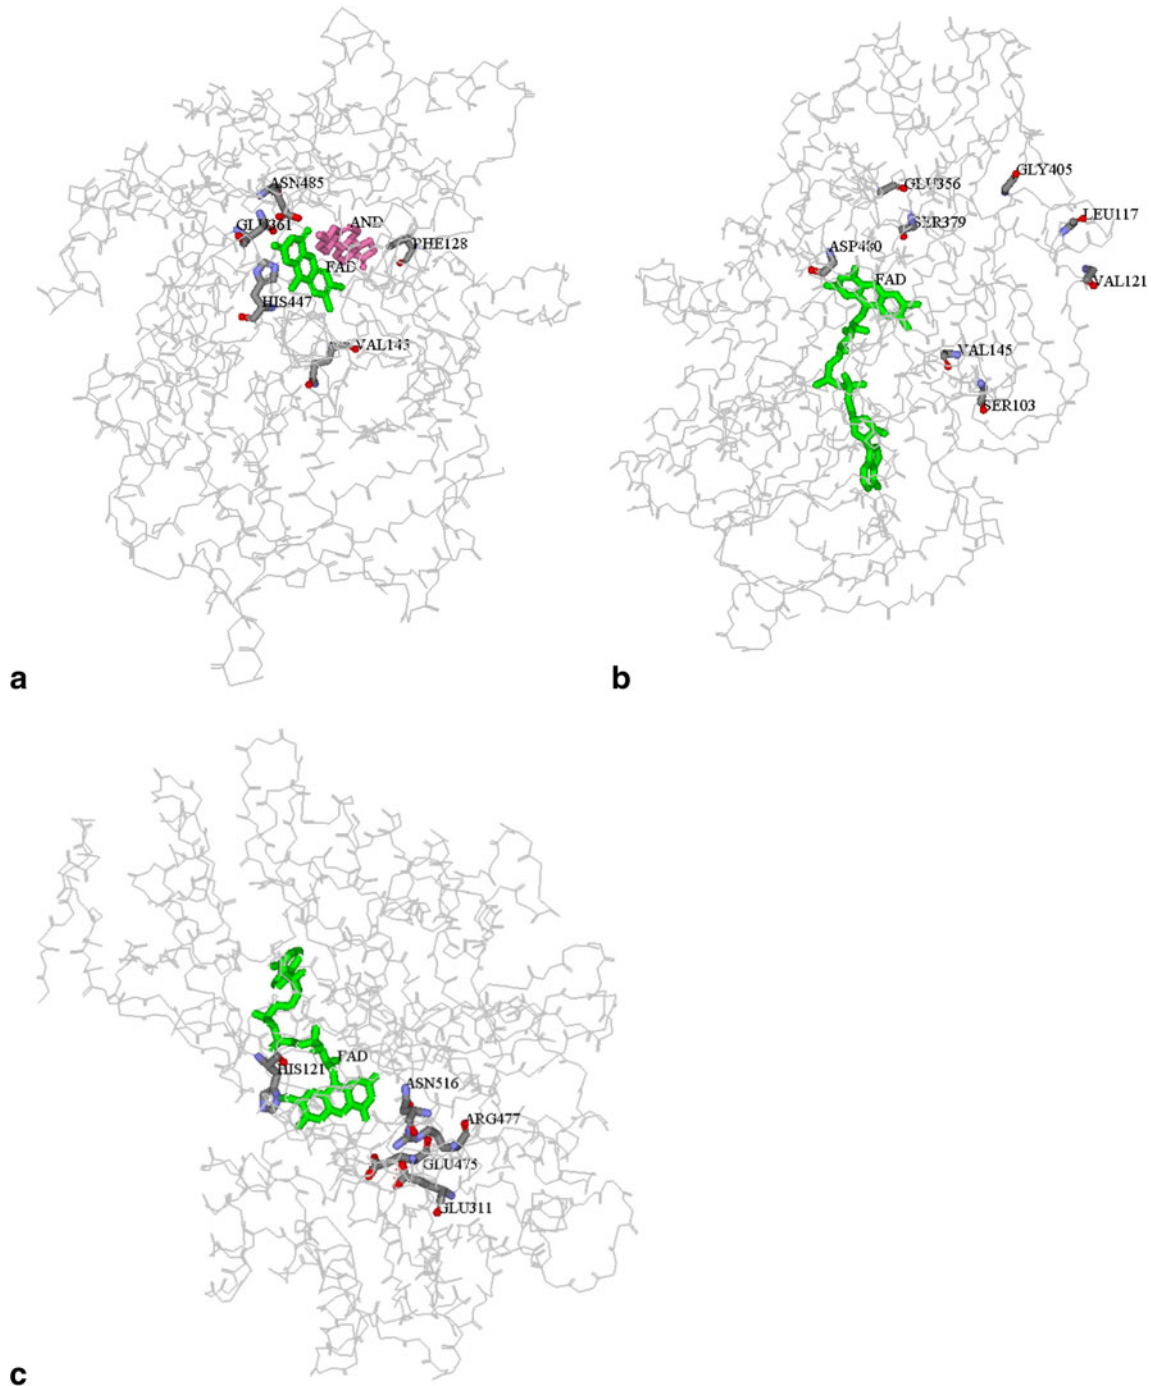 ASN485
GLU361
AND
PHE128
FAD
HIS447
VAL145
a
GLY405
GLU356
LEU117
SER379
ASP480
FAD
VAL121
VAL145
SER103
b
FAD
HIS121
ASN516
ARG477
GLU475
GLU311
c